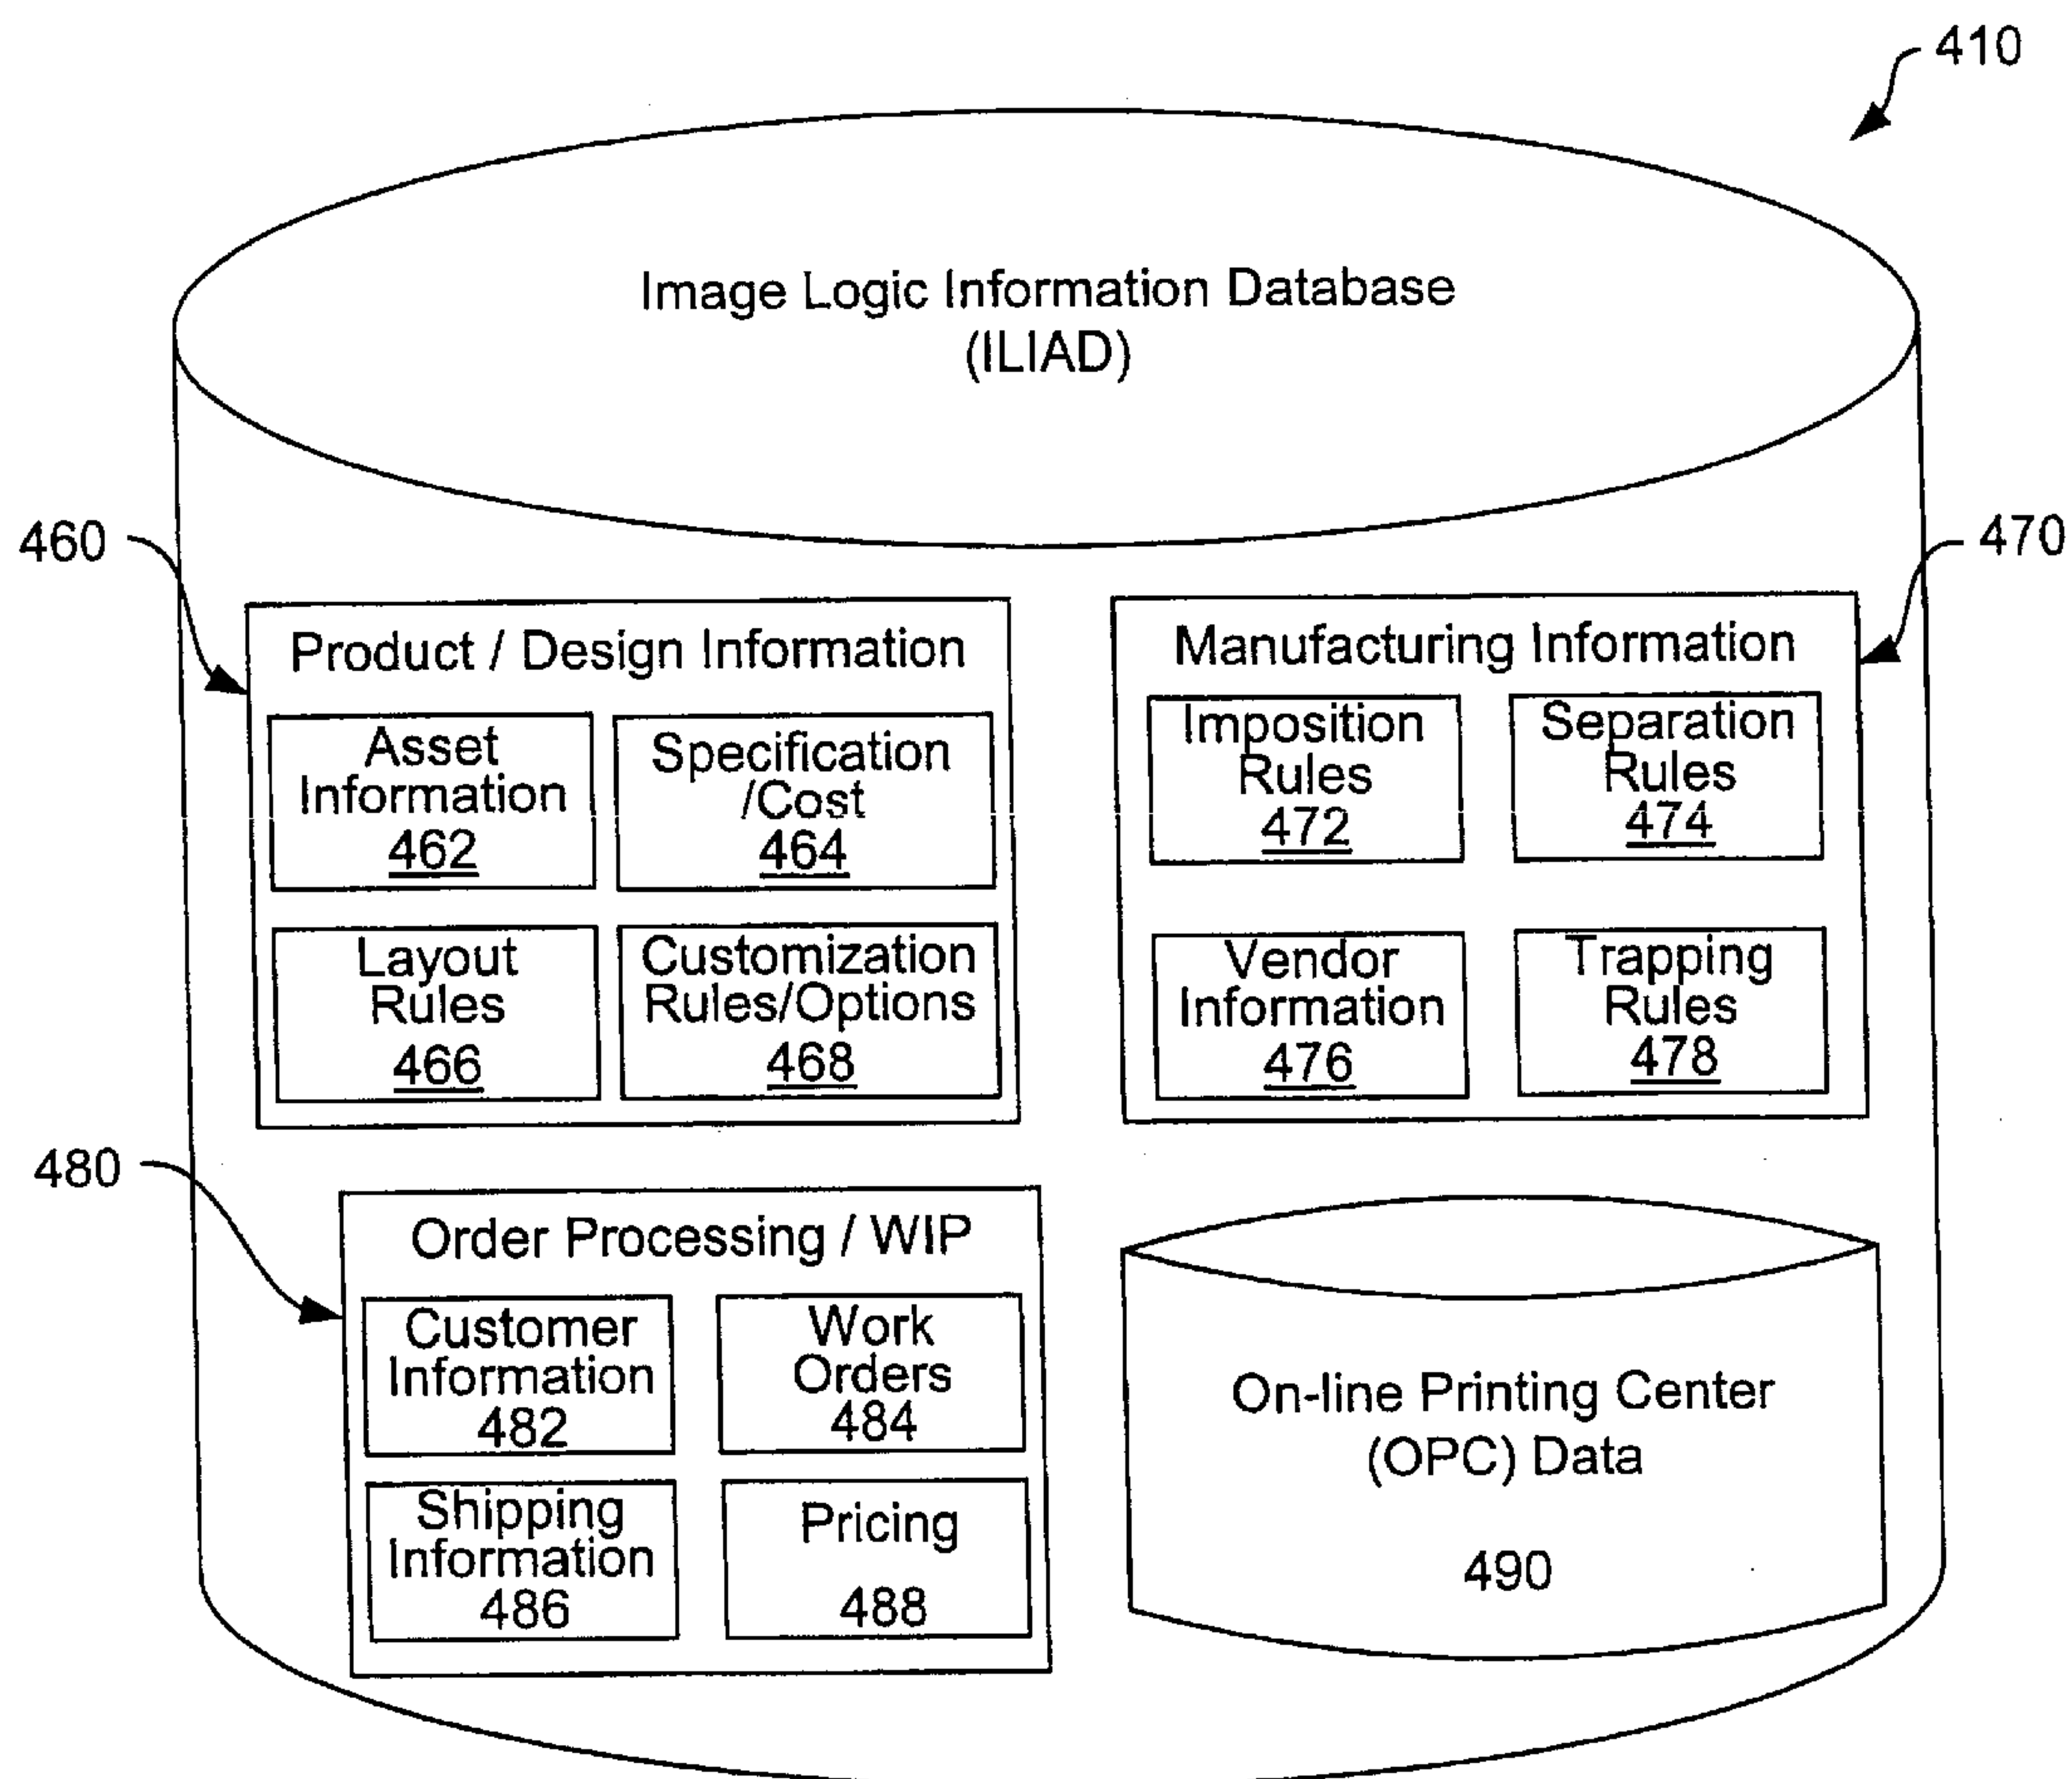 410
Image Logic Information Database
(ILIAD)
460
470
Product / Design Information
Asset
Information
462
Specification
/Cost
464
Layout
Rules
466
Customization
Rules/Options
468
Manufacturing Information
Imposition
Rules
472
Separation
Rules
474
Vendor
Information
476
Trapping
Rules
478
480
Order Processing / WIP
Customer
Information
482
Work
Orders
484
Shipping
Information
486
Pricing
488
On-line Printing Center
(OPC) Data
490